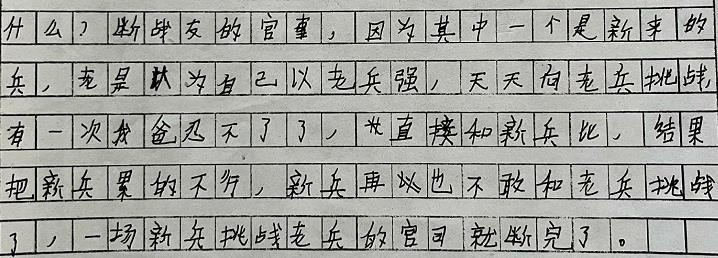 什么？断战友的官事，因为其中一个是新来的
兵，老是认为自己以老兵强，天天向老兵挑战，
有一次我爸忍不了了，就直接和新兵比，结果
把新兵累的不行，新兵再以也不敢和老兵挑战
了，一场新兵挑战老兵的官司就断完了。